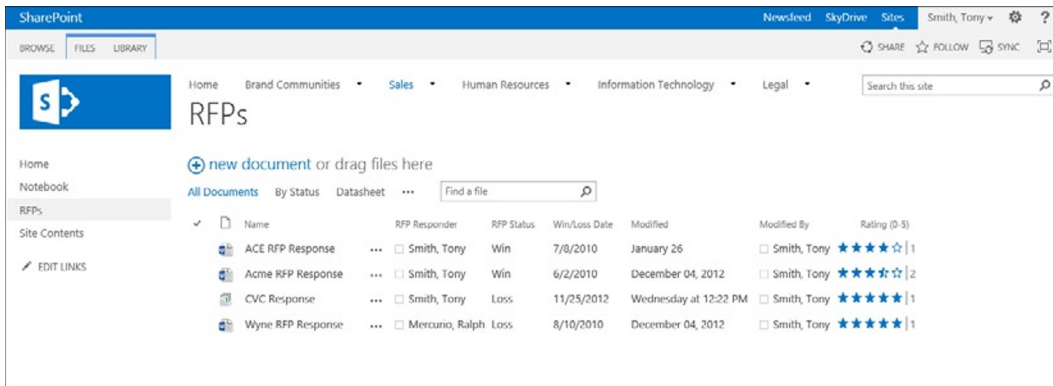 SharePoint Newsfeed SkyDrive Sites Smith, Tony ?
BROWSE FILES LIBRARY SHARE FOLLOW SYNC
S
Home Brand Communities Sales Human Resources Information Technology Legal Search this site
RFPs
Home
Notebook
RFPs
Site Contents
EDIT LINKS
new document or drag files here
All Documents By Status Datasheet ... Find a file
Name RFP Responder RFP Status Win/Loss Date Modified Modified By Rating (0-5)
ACE RFP Response ... Smith, Tony Win 7/8/2010 January 26 Smith, Tony 1
Acme RFP Response ... Smith, Tony Win 6/2/2010 December 04, 2012 Smith, Tony 2
CVC Response ... Smith, Tony Loss 11/25/2012 Wednesday at 12:22 PM Smith, Tony 1
Wyne RFP Response ... Mercurio, Ralph Loss 8/10/2010 December 04, 2012 Smith, Tony 1